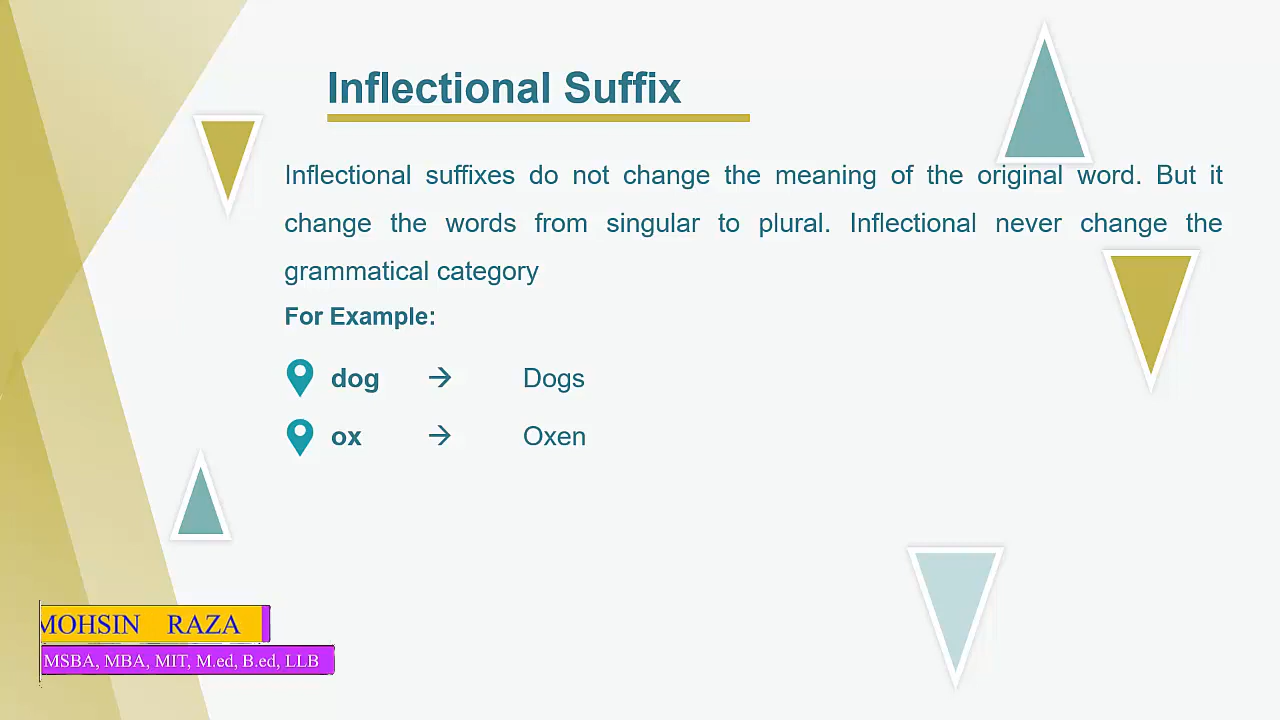 Inflectional Suffix
Inflectional suffixes do not change the meaning of the original word. But it
change the words from singular to plural. Inflectional never change the
grammatical category
For Example:
dog → Dogs
ox → Oxen
MOHSIN RAZA
MSBA, MBA, MIT, M.ed, B.ed, LLB